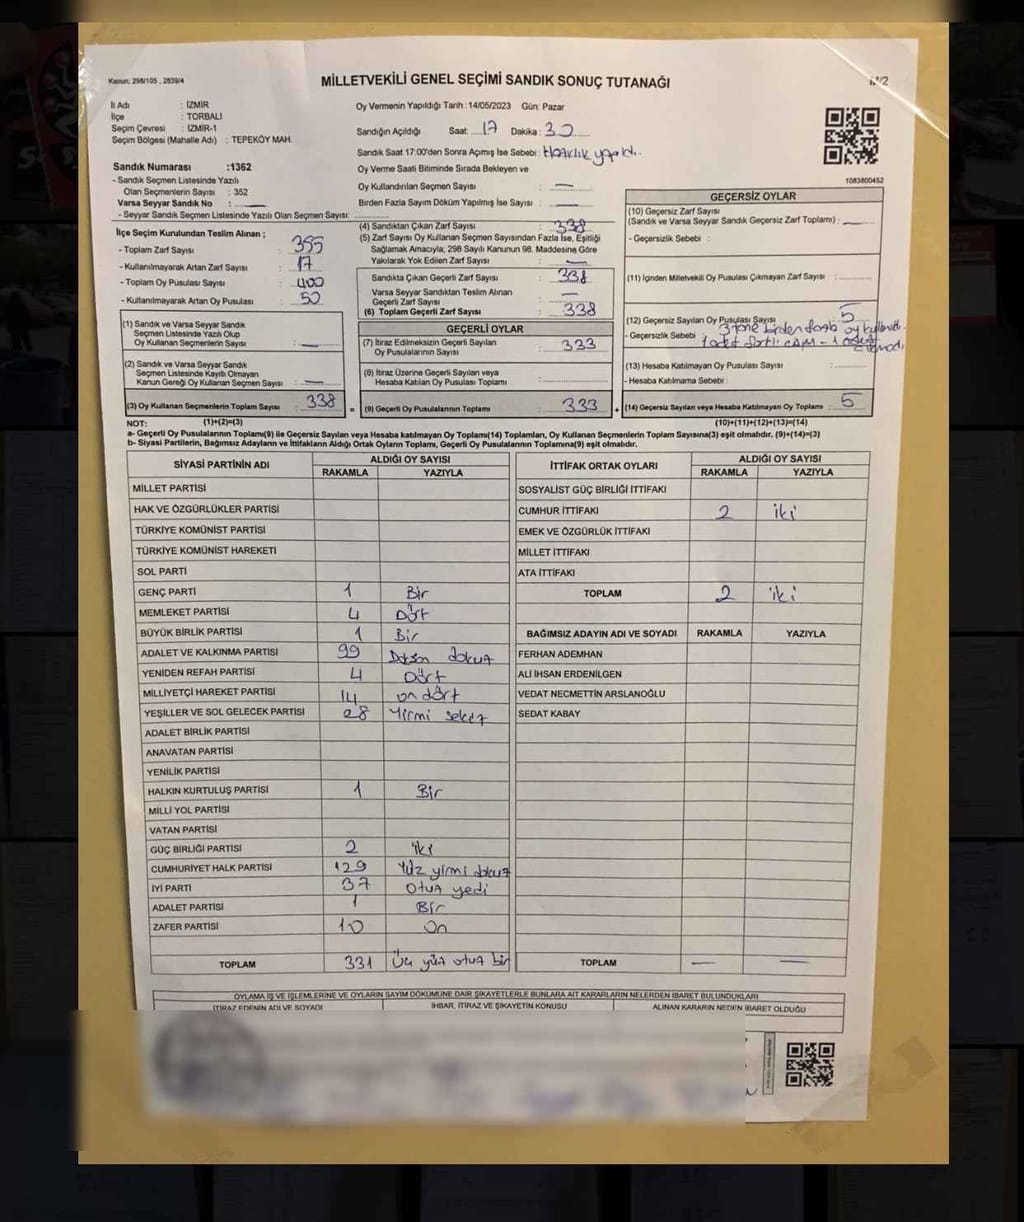 Kanun: 298/105 , 2839/4
MİLLETVEKİLİ GENEL SEÇİMİ SANDIK SONUÇ TUTANAĞI
M/2
İl Adı : İZMİR
İlçe : TORBALI
Seçim Çevresi : İZMİR-1
Seçim Bölgesi (Mahalle Adı) : TEPEKÖY MAH.
Oy Vermenin Yapıldığı Tarih : 14/05/2023 Gün: Pazar
Sandığın Açıldığı Saat: 17 Dakika : 30
Sandık Saat 17:00'den Sonra Açılmış İse Sebebi : Hazırlık yapıldı.
Oy Verme Saati Bitiminde Sırada Bekleyen ve
Oy Kullandırılan Seçmen Sayısı : —
Birden Fazla Sayım Döküm Yapılmış İse Sayısı : —
Sandık Numarası :1362
- Sandık Seçmen Listesinde Yazılı
Olan Seçmenlerin Sayısı : 352
Varsa Seyyar Sandık No : —
- Seyyar Sandık Seçmen Listesinde Yazılı Olan Seçmen Sayısı:
İlçe Seçim Kurulundan Teslim Alınan ;
- Toplam Zarf Sayısı : 355
- Kullanılmayarak Artan Zarf Sayısı : 17
- Toplam Oy Pusulası Sayısı : 400
- Kullanılmayarak Artan Oy Pusulası : 50
(1) Sandık ve Varsa Seyyar Sandık
Seçmen Listesinde Yazılı Olup
Oy Kullanan Seçmenlerin Sayısı : —
(2) Sandık ve Varsa Seyyar Sandık
Listesinde Kaydı Olmayan
Kanun Gereği Oy Kullanan Seçmen Sayısı : —
(3) Oy Kullanan Seçmenlerin Toplam Sayısı : 338
(4) Sandıktan Çıkan Zarf Sayısı : 338
(5) Zarf Sayısı Oy Kullanan Seçmen Sayısından Fazla İse, Eşitliği
Sağlamak Amacıyla; 298 Sayılı Kanunun 98. Maddesine Göre
Yakılarak Yok Edilen Zarf Sayısı : —
Sandıkta Çıkan Geçerli Zarf Sayısı : 338
Varsa Seyyar Sandıktan Teslim Alınan
Geçerli Zarf Sayısı : —
(6) Toplam Geçerli Zarf Sayısı : 338
GEÇERLİ OYLAR
(7) İtiraz Edilmeksizin Geçerli Sayılan
Oy Pusulalarının Sayısı : 333
(8) İtiraz Üzerine Geçerli Sayılan veya
Hesaba Katılan Oy Pusulası Toplamı :
= (9) Geçerli Oy Pusulalarının Toplamı : 333
1083800452
GEÇERSİZ OYLAR
(10) Geçersiz Zarf Sayısı
(Sandık ve Varsa Seyyar Sandık Geçersiz Zarf Toplamı) : —
- Geçersizlik Sebebi :
(11) İçinden Milletvekili Oy Pusulası Çıkmayan Zarf Sayısı :
(12) Geçersiz Sayılan Oy Pusulası Sayısı : 5
- Geçersizlik Sebebi : 3 tane birden fazla oy
1 adet - 1
(13) Hesaba Katılmayan Oy Pusulası Sayısı :
- Hesaba Katılmama Sebebi :
+ (14) Geçersiz Sayılan veya Hesaba Katılmayan Oy Toplamı : 5
NOT: (1)+(2)=(3) (10)+(11)+(12)+(13)=(14)
a- Geçerli Oy Pusulalarının Toplamı(9) ile Geçersiz Sayılan veya Hesaba katılmayan Oy Toplamı(14) Toplamları, Oy Kullanan Seçmenlerin Toplam Sayısına(3) eşit olmalıdır. (9)+(14)=(3)
b- Siyasi Partilerin, Bağımsız Adayların ve İttifakların Aldığı Oyların Toplamı, Geçerli Oy Pusulalarının Toplamına(9) eşit olmalıdır.
SİYASİ PARTİNİN ADI ALDIĞI OY SAYISI
RAKAMLA YAZIYLA
MİLLET PARTİSİ
HAK VE ÖZGÜRLÜKLER PARTİSİ
TÜRKİYE KOMÜNİST PARTİSİ
TÜRKİYE KOMÜNİST HAREKETİ
SOL PARTİ
GENÇ PARTİ 1 Bir
MEMLEKET PARTİSİ 4 Dört
BÜYÜK BİRLİK PARTİSİ 1 Bir
ADALET VE KALKINMA PARTİSİ 99 Doksan dokuz
YENİDEN REFAH PARTİSİ 4 Dört
MİLLİYETÇİ HAREKET PARTİSİ 14 on dört
YEŞİLLER VE SOL GELECEK PARTİSİ 28 Yirmi sekiz
ADALET BİRLİK PARTİSİ
ANAVATAN PARTİSİ
YENİLİK PARTİSİ
HALKIN KURTULUŞ PARTİSİ 1 Bir
MİLLİ YOL PARTİSİ
VATAN PARTİSİ
GÜÇ BİRLİĞİ PARTİSİ 2 iki
CUMHURİYET HALK PARTİSİ 129 Yüz yirmi dokuz
İYİ PARTİ 37 Otuz yedi
ADALET PARTİSİ 1 Bir
ZAFER PARTİSİ 10 On
TOPLAM 331 Üç yüz otuz bir
İTTİFAK ORTAK OYLARI ALDIĞI OY SAYISI
RAKAMLA YAZIYLA
SOSYALİST GÜÇ BİRLİĞİ İTTİFAKI
CUMHUR İTTİFAKI 2 iki
EMEK VE ÖZGÜRLÜK İTTİFAKI
MİLLET İTTİFAKI
ATA İTTİFAKI
TOPLAM 2 iki
BAĞIMSIZ ADAYIN ADI VE SOYADI RAKAMLA YAZIYLA
FERHAN ADEMHAN
ALİ İHSAN ERDENİLGEN
VEDAT NECMETTİN ARSLANOĞLU
SEDAT KABAY
TOPLAM — —
OYLAMA İŞ VE İŞLEMLERİNE VE OYLARIN SAYIM DÖKÜMÜNE DAİR ŞİKAYETLERLE BUNLARA AİT KARARLARIN NELERDEN İBARET BULUNDUKLARI
İTİRAZ EDENİN ADI VE SOYADI İHBAR, İTİRAZ VE ŞİKAYETİN KONUSU ALINAN KARARIN NEDEN İBARET OLDUĞU